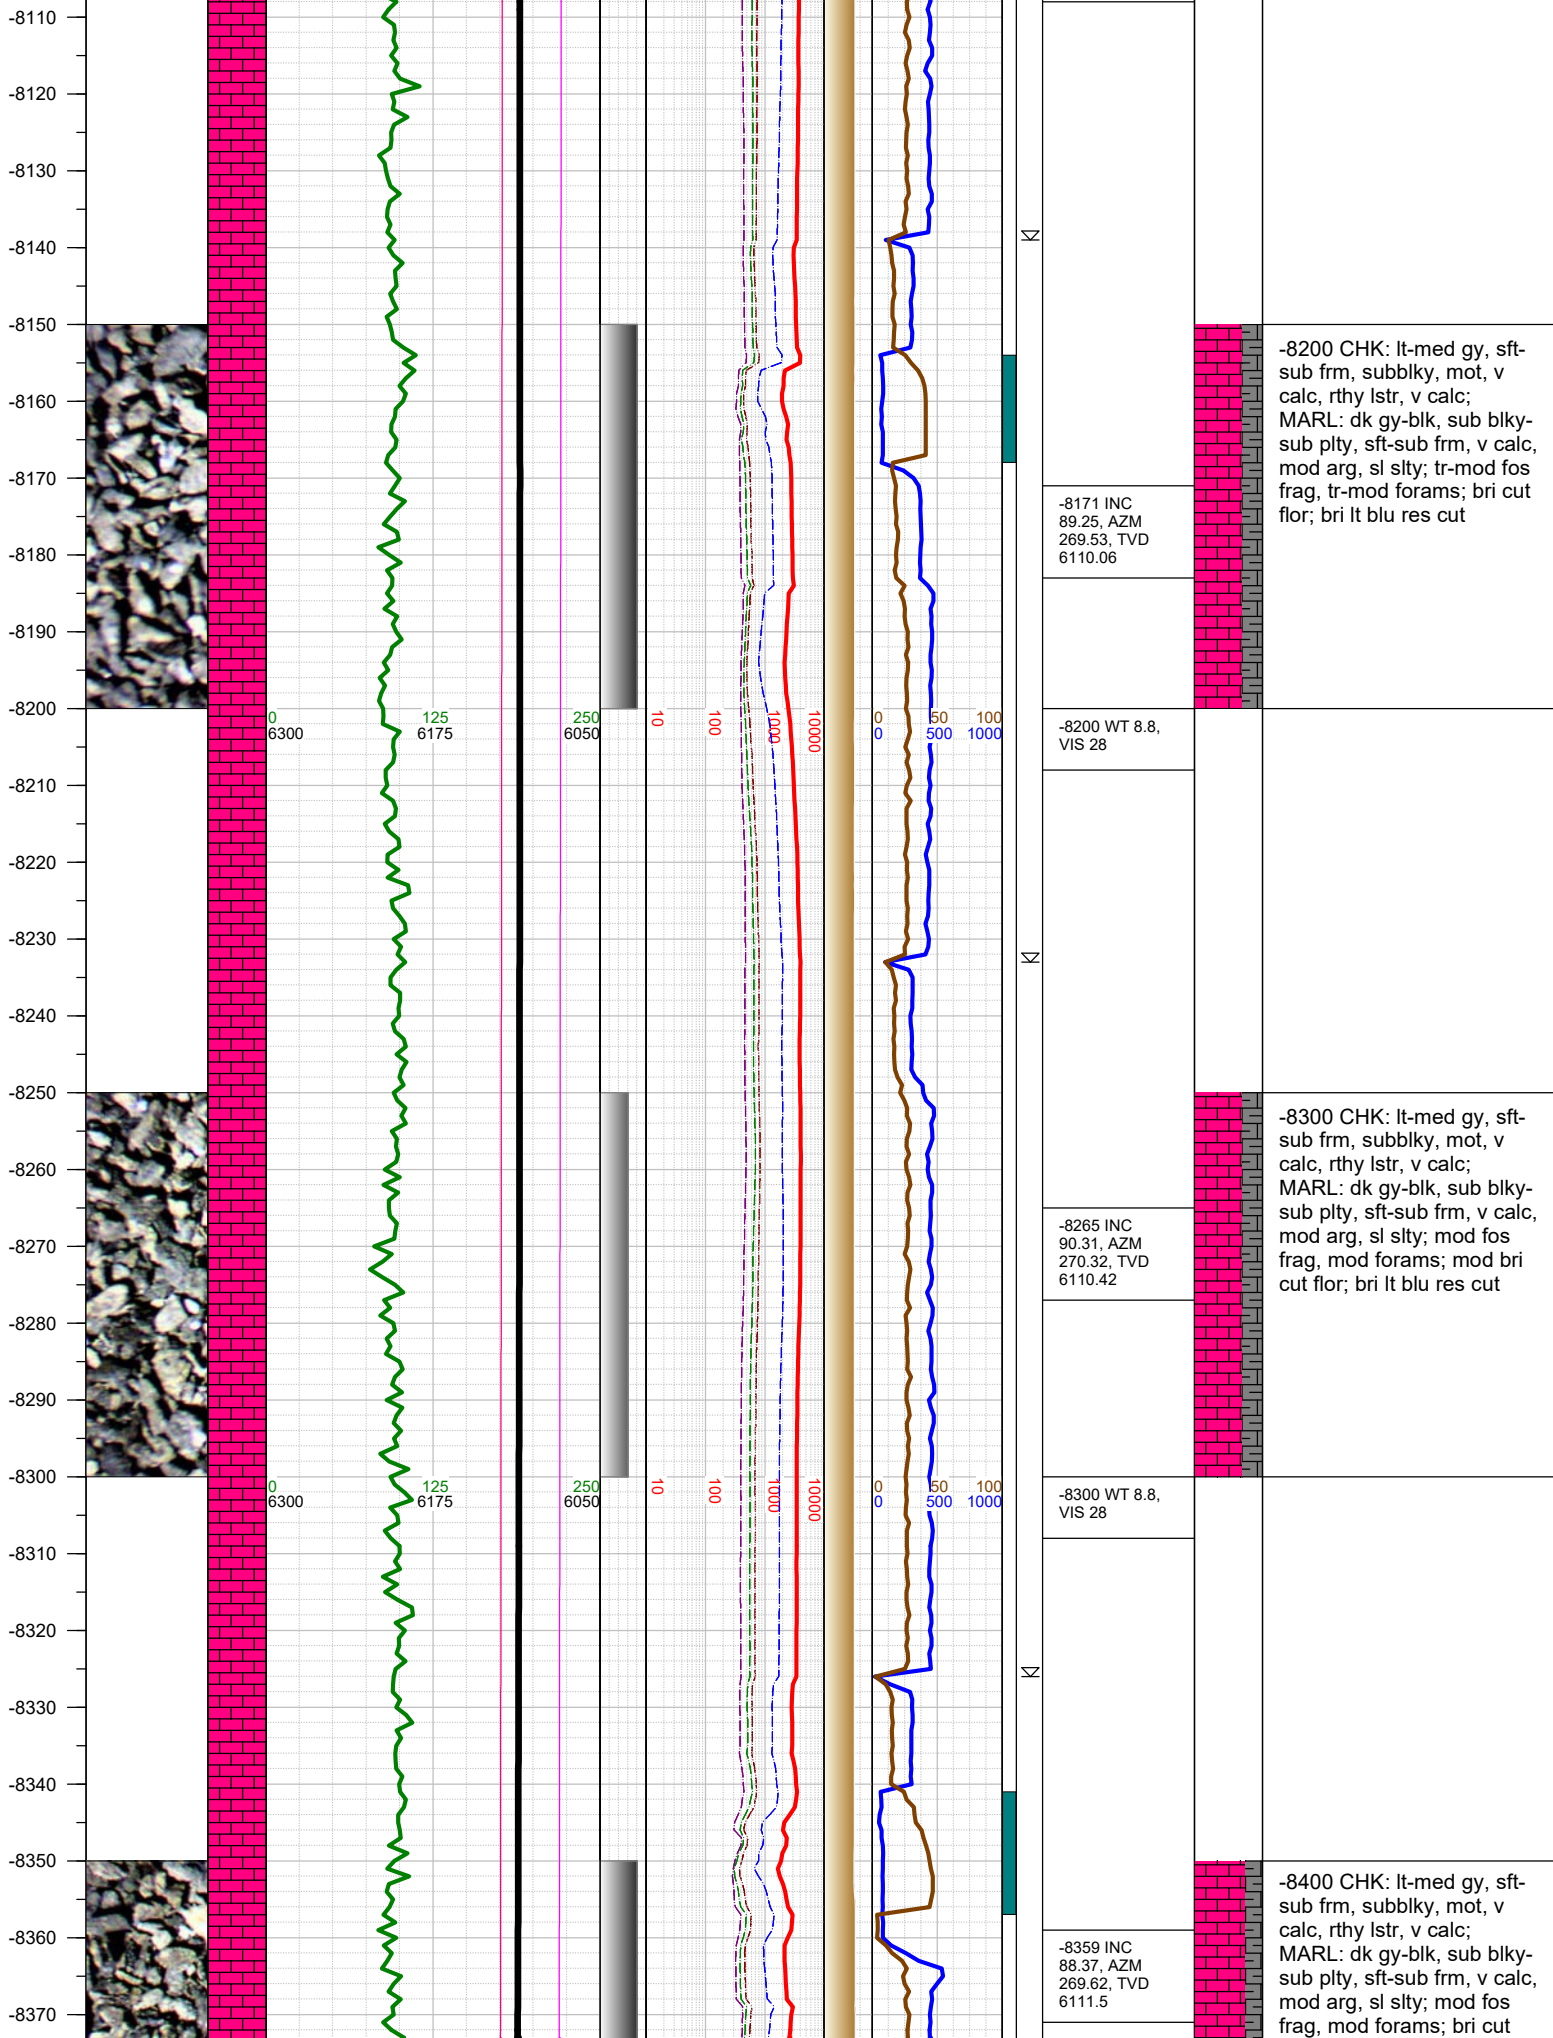 -8110
-8120
-8130
-8140
-8150
-8160
-8170
-8180
-8190
-8200
-8210
-8220
-8230
-8240
-8250
-8260
-8270
-8280
-8290
-8300
-8310
-8320
-8330
-8340
-8350
-8360
-8370
0 125 250
6300 6175 6050
10 100 1000 10000
0 50 100
0 500 1000
0 125 250
6300 6175 6050
10 100 1000 10000
0 50 100
0 500 1000
-8171 INC
89.25, AZM
269.53, TVD
6110.06
-8200 WT 8.8,
VIS 28
-8265 INC
90.31, AZM
270.32, TVD
6110.42
-8300 WT 8.8,
VIS 28
-8359 INC
88.37, AZM
269.62, TVD
6111.5
-8200 CHK: lt-med gy, sft-
sub frm, subblky, mot, v
calc, rthy lstr, v calc;
MARL: dk gy-blk, sub blky-
sub plty, sft-sub frm, v calc,
mod arg, sl slty; tr-mod fos
frag, tr-mod forams; bri cut
flor; bri lt blu res cut
-8300 CHK: lt-med gy, sft-
sub frm, subblky, mot, v
calc, rthy lstr, v calc;
MARL: dk gy-blk, sub blky-
sub plty, sft-sub frm, v calc,
mod arg, sl slty; mod fos
frag, mod forams; mod bri
cut flor; bri lt blu res cut
-8400 CHK: lt-med gy, sft-
sub frm, subblky, mot, v
calc, rthy lstr, v calc;
MARL: dk gy-blk, sub blky-
sub plty, sft-sub frm, v calc,
mod arg, sl slty; mod fos
frag, mod forams; bri cut